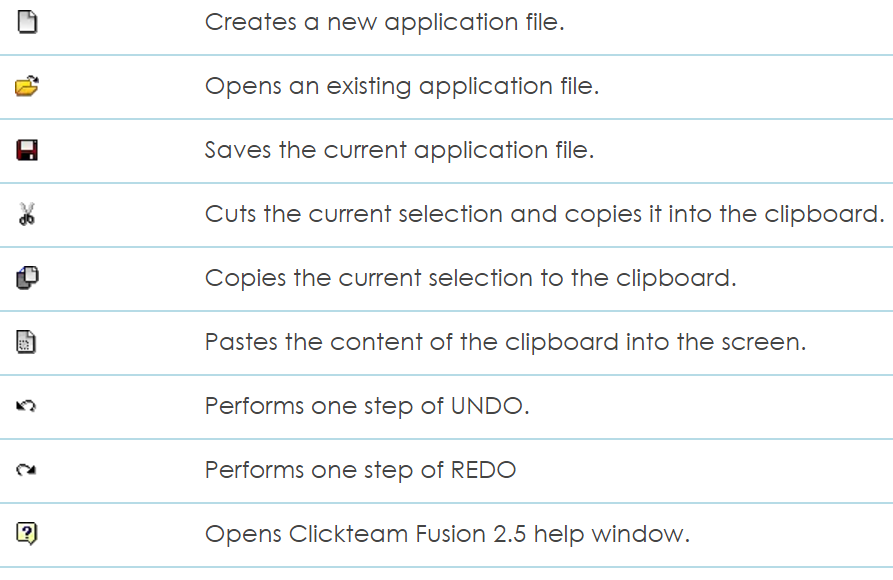 Creates a new application file.
Opens an existing application file.
Saves the current application file.
Cuts the current selection and copies it into the clipboard.
Copies the current selection to the clipboard.
Pastes the content of the clipboard into the screen.
Performs one step of UNDO.
Performs one step of REDO
Opens Clickteam Fusion 2.5 help window.